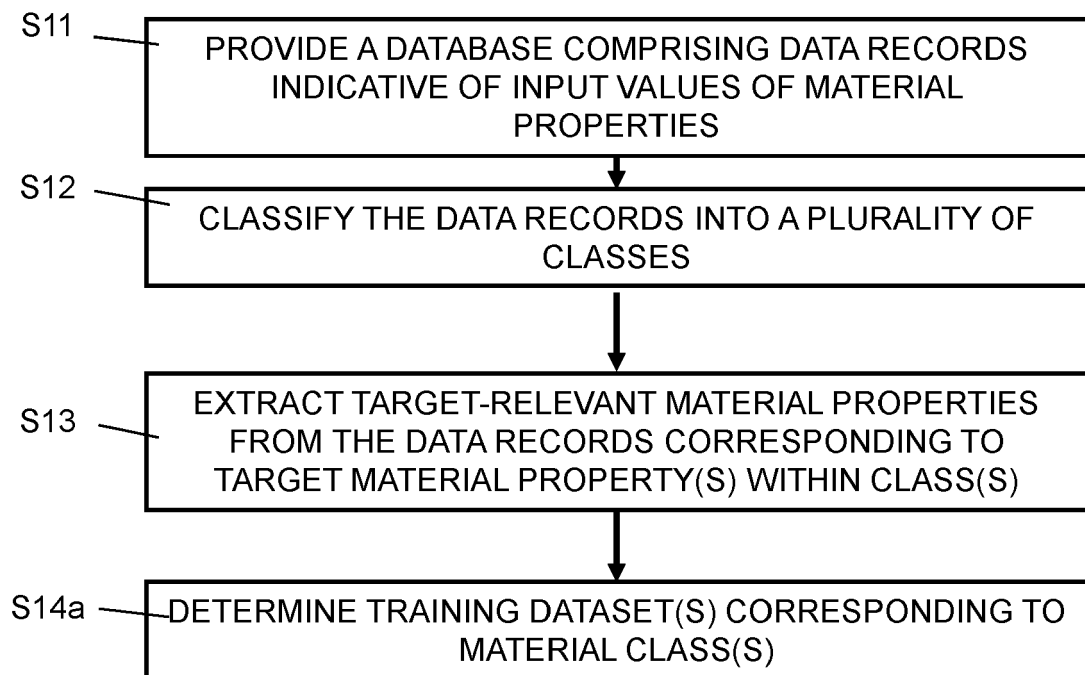 S11
PROVIDE A DATABASE COMPRISING DATA RECORDS
INDICATIVE OF INPUT VALUES OF MATERIAL
PROPERTIES
S12
CLASSIFY THE DATA RECORDS INTO A PLURALITY OF
CLASSES
S13
EXTRACT TARGET-RELEVANT MATERIAL PROPERTIES
FROM THE DATA RECORDS CORRESPONDING TO
TARGET MATERIAL PROPERTY(S) WITHIN CLASS(S)
S14a
DETERMINE TRAINING DATASET(S) CORRESPONDING TO
MATERIAL CLASS(S)